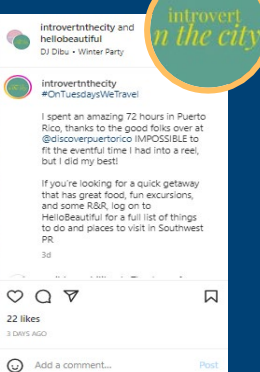 introvert
n the city
introvertnthecity and
hellobeautiful
DJ Dibu • Winter Party
introvertnthecity
#OnTuesdaysWeTravel
I spent an amazing 72 hours in Puerto
Rico, thanks to the good folks over at
@discoverpuertorico IMPOSSIBLE to
fit the eventful time I had into a reel,
but I did my best!
If you're looking for a quick getaway
that has great food, fun excursions,
and some R&R, log on to
HelloBeautiful for a full list of things
to do and places to visit in Southwest
PR
3d
22 likes
3 DAYS AGO
Add a comment...
Post